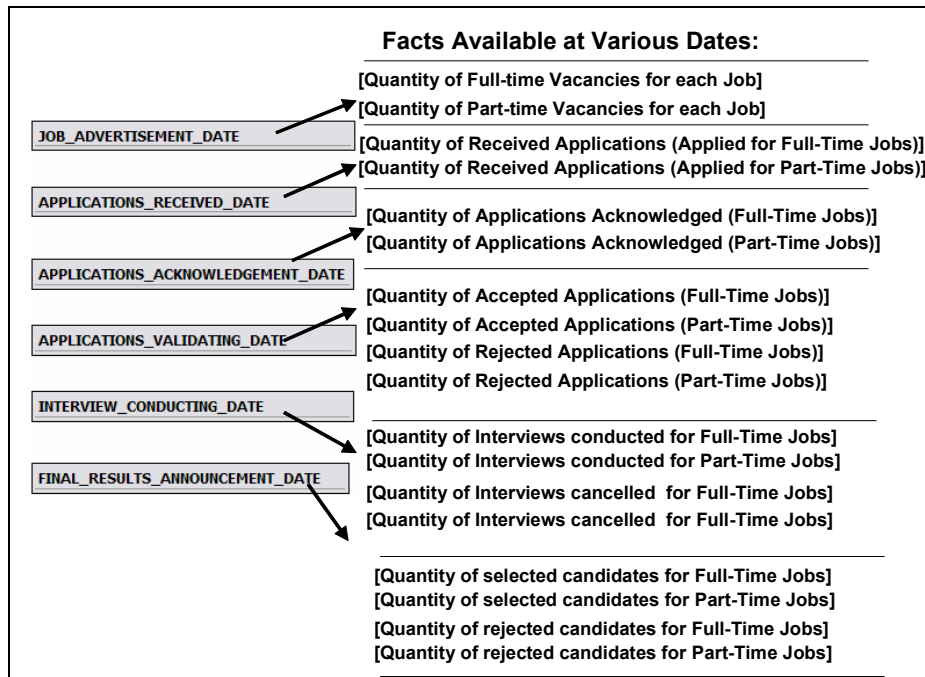 Facts Available at Various Dates:
[Quantity of Full-time Vacancies for each Job]
[Quantity of Part-time Vacancies for each Job]
JOB_ADVERTISEMENT_DATE
[Quantity of Received Applications (Applied for Full-Time Jobs)]
[Quantity of Received Applications (Applied for Part-Time Jobs)]
APPLICATIONS_RECEIVED_DATE
[Quantity of Applications Acknowledged (Full-Time Jobs)]
[Quantity of Applications Acknowledged (Part-Time Jobs)]
APPLICATIONS_ACKNOWLEDGEMENT_DATE
[Quantity of Accepted Applications (Full-Time Jobs)]
[Quantity of Accepted Applications (Part-Time Jobs)]
APPLICATIONS_VALIDATING_DATE
[Quantity of Rejected Applications (Full-Time Jobs)]
[Quantity of Rejected Applications (Part-Time Jobs)]
INTERVIEW_CONDUCTING_DATE
[Quantity of Interviews conducted for Full-Time Jobs]
[Quantity of Interviews conducted for Part-Time Jobs]
FINAL_RESULTS_ANNOUNCEMENT_DATE
[Quantity of Interviews cancelled for Full-Time Jobs]
[Quantity of Interviews cancelled for Full-Time Jobs]
[Quantity of selected candidates for Full-Time Jobs]
[Quantity of selected candidates for Part-Time Jobs]
[Quantity of rejected candidates for Full-Time Jobs]
[Quantity of rejected candidates for Part-Time Jobs]